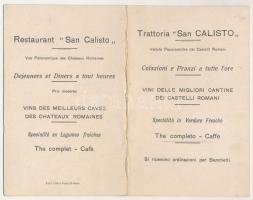 Restaurant "San Calisto„
Vue Panoramique des Chateaux Romaines
Dejeuners et Diners a tout heures
Prix moderes
VINS DES MEILLEURS CAVES
DES CHATEAUX ROMAINES
Specialité en Legumes fraiches
The complet - Café
Trattoria "San CALISTO„
Veduta Panoramica dei Castelli Romani
Colazioni e Pranzi a tutte l'ore
VINI DELLE MIGLIORI CANTINE
DEI CASTELLI ROMANI
Specialità in Verdure Fresche
The completo - Caffè
Si ricevono ordinazioni per Banchetti